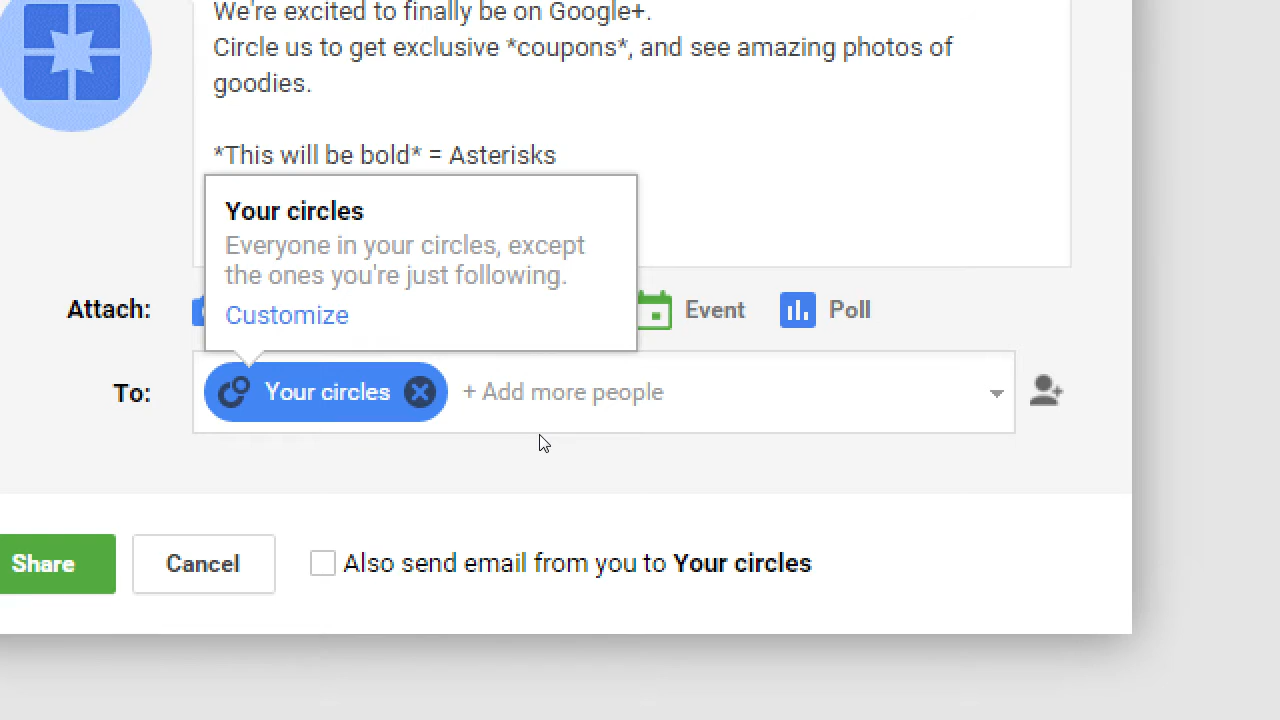 We're excited to finally be on Google+.
Circle us to get exclusive *coupons*, and see amazing photos of
goodies.
*This will be bold* = Asterisks
Your circles
Everyone in your circles, except
the ones you're just following.
Customize
Attach:
Event
Poll
To:
Your circles
+ Add more people
Share
Cancel
Also send email from you to Your circles